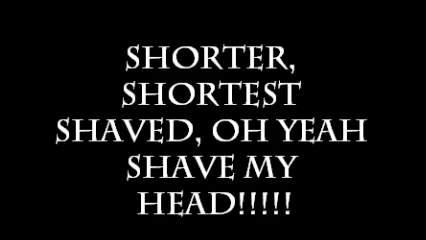 SHORTER,
SHORTEST
SHAVED, OH YEAH
SHAVE MY
HEAD!!!!!